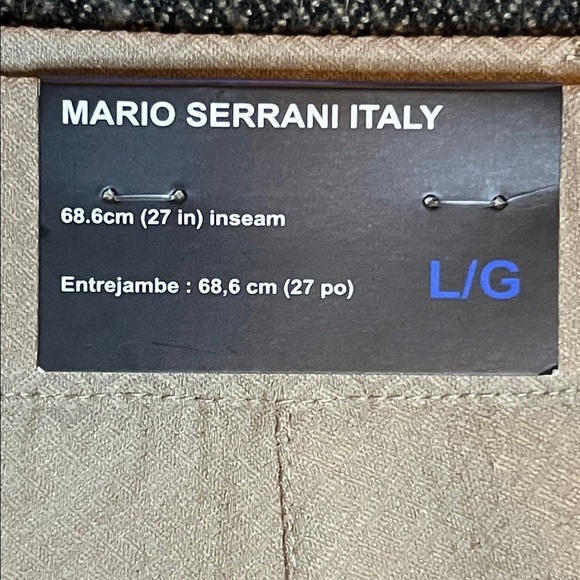 MARIO SERRANI ITALY
68.6cm (27 in) inseam
Entrejambe : 68,6 cm (27 po)
L/G